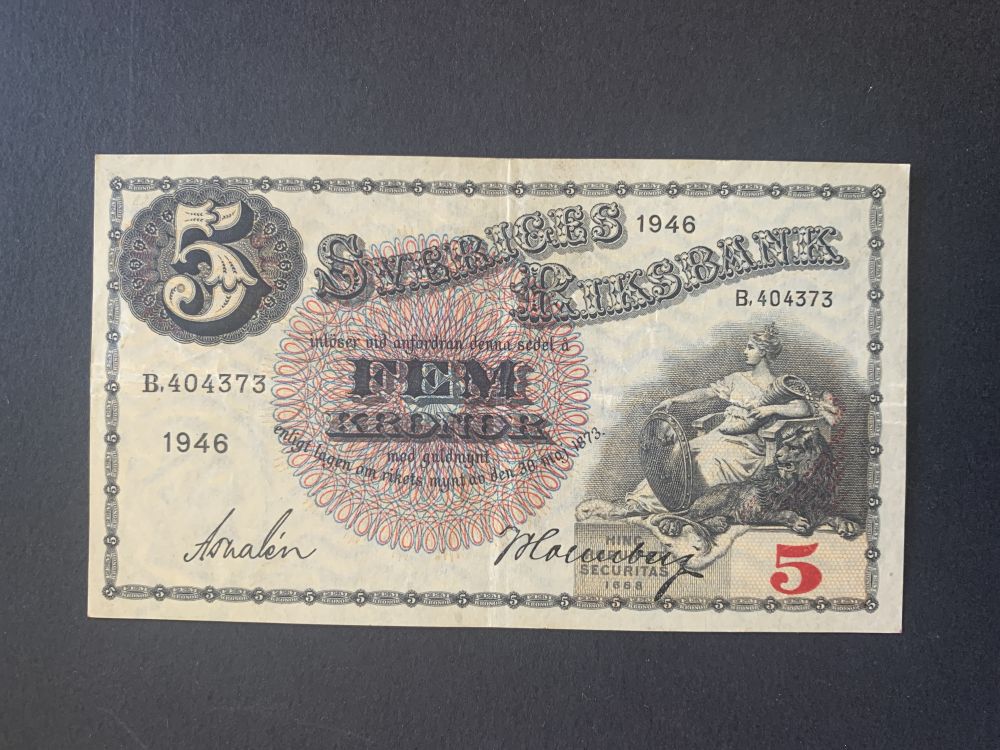 5
SVERIGES 1946
RIKSBANK
B. 404373
inlöser vid anfordran denna sedel å
FEM
KRONOR
med guldmynt
enligt lagen om rikets mynt av den 30 maj 1873.
B. 404373
1946
HINC
SECURITAS
1668
5